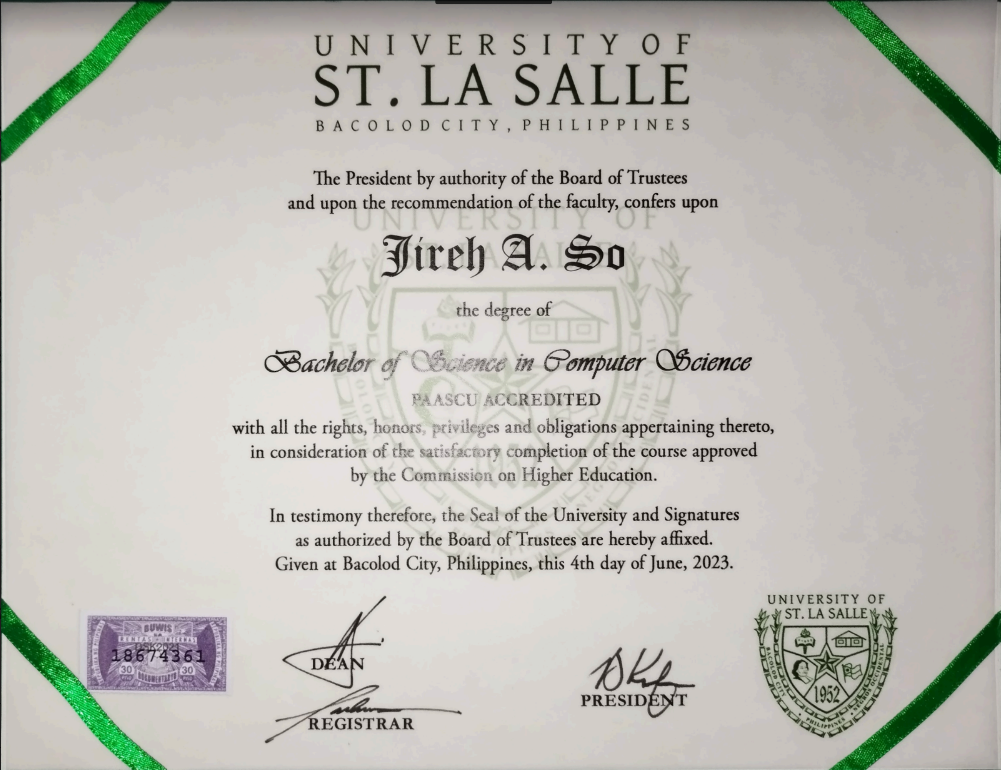 UNIVERSITY OF
ST. LA SALLE
BACOLOD CITY, PHILIPPINES
The President by authority of the Board of Trustees
and upon the recommendation of the faculty, confers upon
UNIVERSITY OF
Jireh A. So
the degree of
Bachelor of Science in Computer Science
PAASCU ACCREDITED
with all the rights, honors, privileges and obligations appertaining thereto,
in consideration of the satisfactory completion of the course approved
by the Commission on Higher Education.
In testimony therefore, the Seal of the University and Signatures
as authorized by the Board of Trustees are hereby affixed.
Given at Bacolod City, Philippines, this 4th day of June, 2023.
BUWIS
18674361
30 30
DOCUMENTARYO
DEAN
REGISTRAR
PRESIDENT
UNIVERSITY OF
ST. LA SALLE
1952
PHILIPPINES